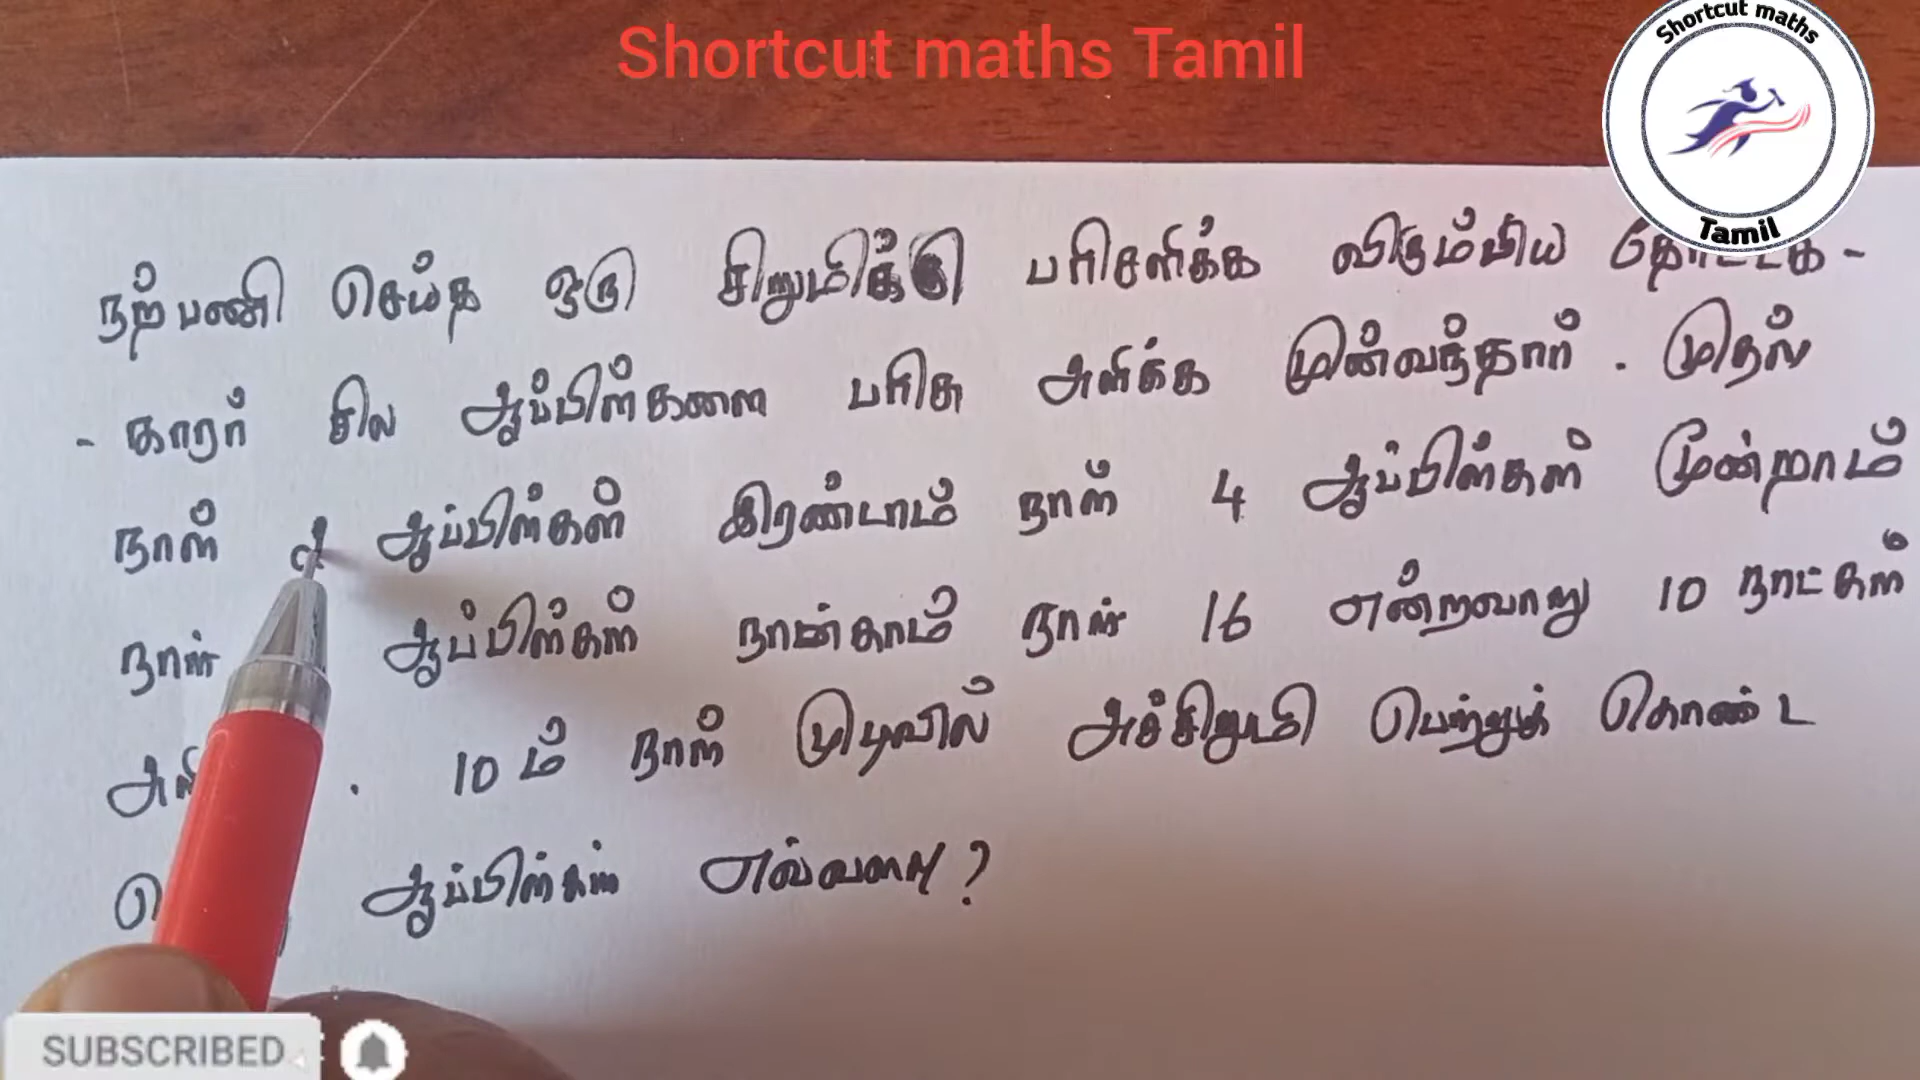 Shortcut maths Tamil
Shortcut maths
Tamil
நற்பணி செய்த ஒரு சிறுமிக்கு பரிசளிக்க விரும்பிய தோட்டக் -
- காரர் சில ஆப்பிள்களை பரிசு அளிக்க முன்வந்தார். முதல்
நாள் ஆப்பிள்கள் இரண்டாம் நாள் 4 ஆப்பிள்கள் மூன்றாம்
நாள் ஆப்பிள்கள் நான்காம் நாள் 16 என்றவாறு 10 நாட்கள்
. 10 ம் நாள் முடிவில் அச்சிறுமி பெற்றுக் கொண்ட
ஆப்பிள்கள் எவ்வளவு?
SUBSCRIBED